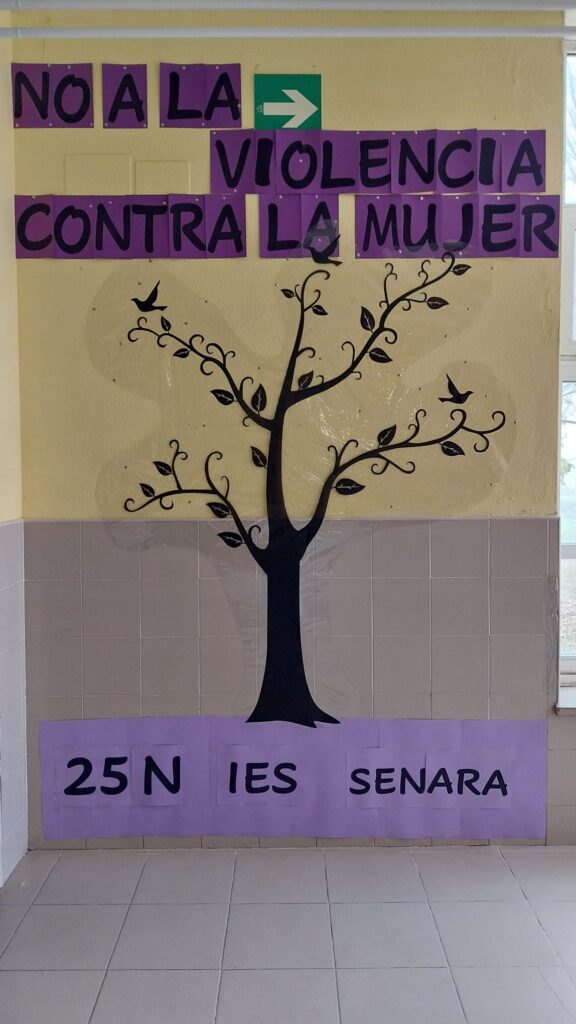 NO A LA
VIOLENCIA
CONTRA LA MUJER
25N IES SENARA